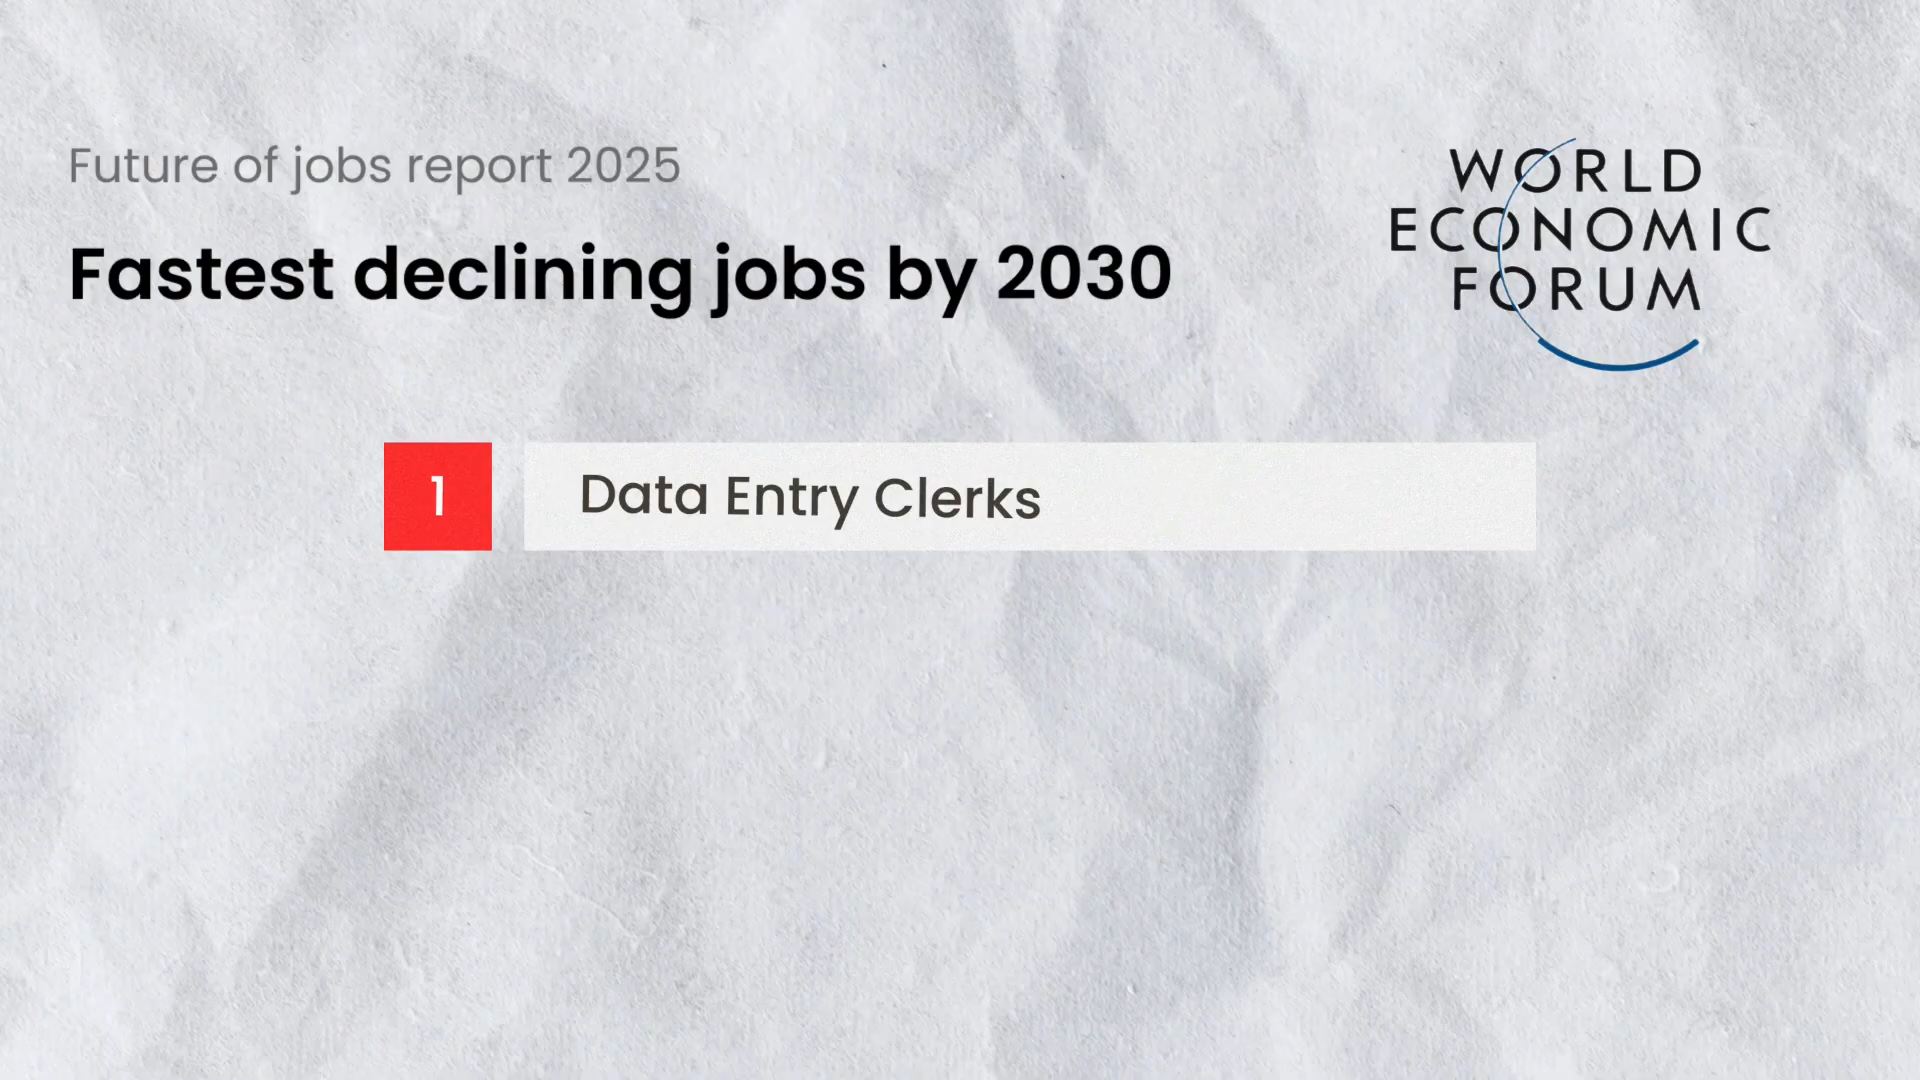 Future of jobs report 2025
Fastest declining jobs by 2030
WORLD
ECONOMIC
FORUM
1 Data Entry Clerks